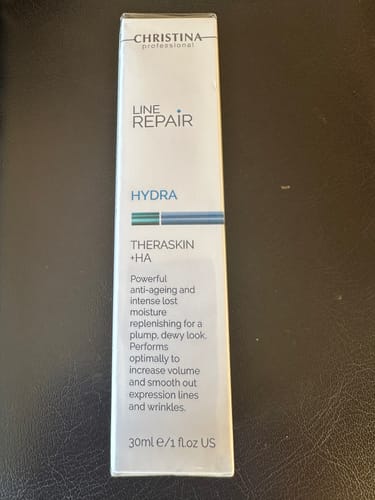 CHRISTINA
professional
LINE
REPAIR
HYDRA
THERASKIN
+HA
Powerful
anti-ageing and
intense lost
moisture
replenishing for a
plump, dewy look.
Performs
optimally to
increase volume
and smooth out
expression lines
and wrinkles.
30ml e/1 fl.oz US